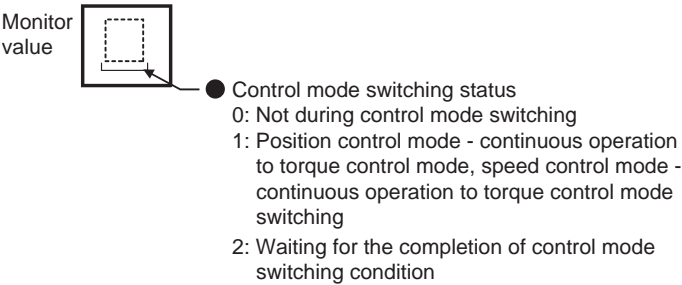 Monitor
value
Control mode switching status
0: Not during control mode switching
1: Position control mode - continuous operation
to torque control mode, speed control mode -
continuous operation to torque control mode
switching
2: Waiting for the completion of control mode
switching condition